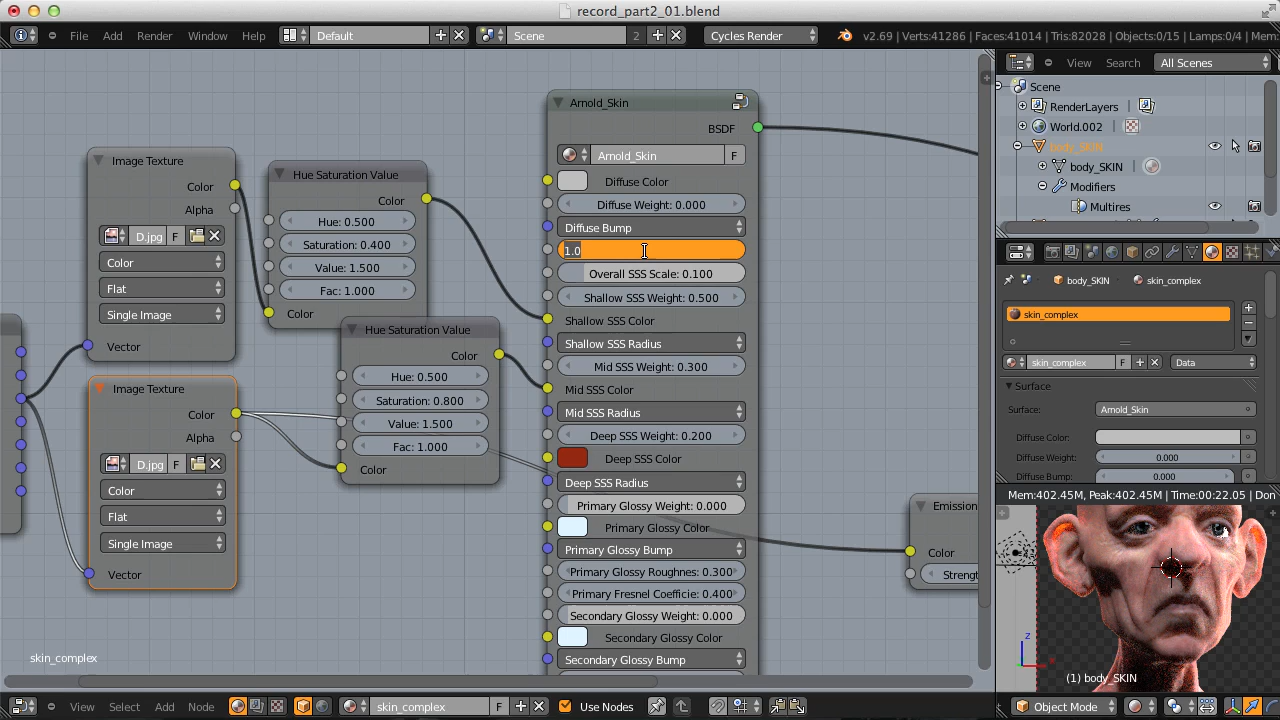 record_part2_01.blend
File Add Render Window Help Default Scene 2 Cycles Render v2.69 | Verts:41286 | Faces:41014 | Tris:82028 | Objects:0/15 | Lamps:0/4 | Mem:
View Search All Scenes
Scene
RenderLayers |
World.002 |
body_SKIN
body_SKIN |
Modifiers
Multires
Image Texture
Color
Alpha
D.jpg F
Color
Flat
Single Image
Vector
Hue Saturation Value
Color
Hue: 0.500
Saturation: 0.400
Value: 1.500
Fac: 1.000
Color
Image Texture
Color
Alpha
D.jpg F
Color
Flat
Single Image
Vector
Hue Saturation Value
Color
Hue: 0.500
Saturation: 0.800
Value: 1.500
Fac: 1.000
Color
Arnold_Skin
BSDF
Arnold_Skin F
Diffuse Color
Diffuse Weight: 0.000
Diffuse Bump
1.0
Overall SSS Scale: 0.100
Shallow SSS Weight: 0.500
Shallow SSS Color
Shallow SSS Radius
Mid SSS Weight: 0.300
Mid SSS Color
Mid SSS Radius
Deep SSS Weight: 0.200
Deep SSS Color
Deep SSS Radius
Primary Glossy Weight: 0.000
Primary Glossy Color
Primary Glossy Bump
Primary Glossy Roughnes: 0.300
Primary Fresnel Coefficie: 0.400
Secondary Glossy Weight: 0.000
Secondary Glossy Color
Secondary Glossy Bump
Emission
Color
Strengt
body_SKIN skin_complex
skin_complex
skin_complex F Data
Surface
Surface: Arnold_Skin
Diffuse Color:
Diffuse Weight: 0.000
Diffuse Bump: 0.000
Mem:402.45M, Peak:402.45M | Time:00:22.05 | Don
z
(1) body_SKIN
skin_complex
View Select Add Node skin_complex F Use Nodes
Object Mode